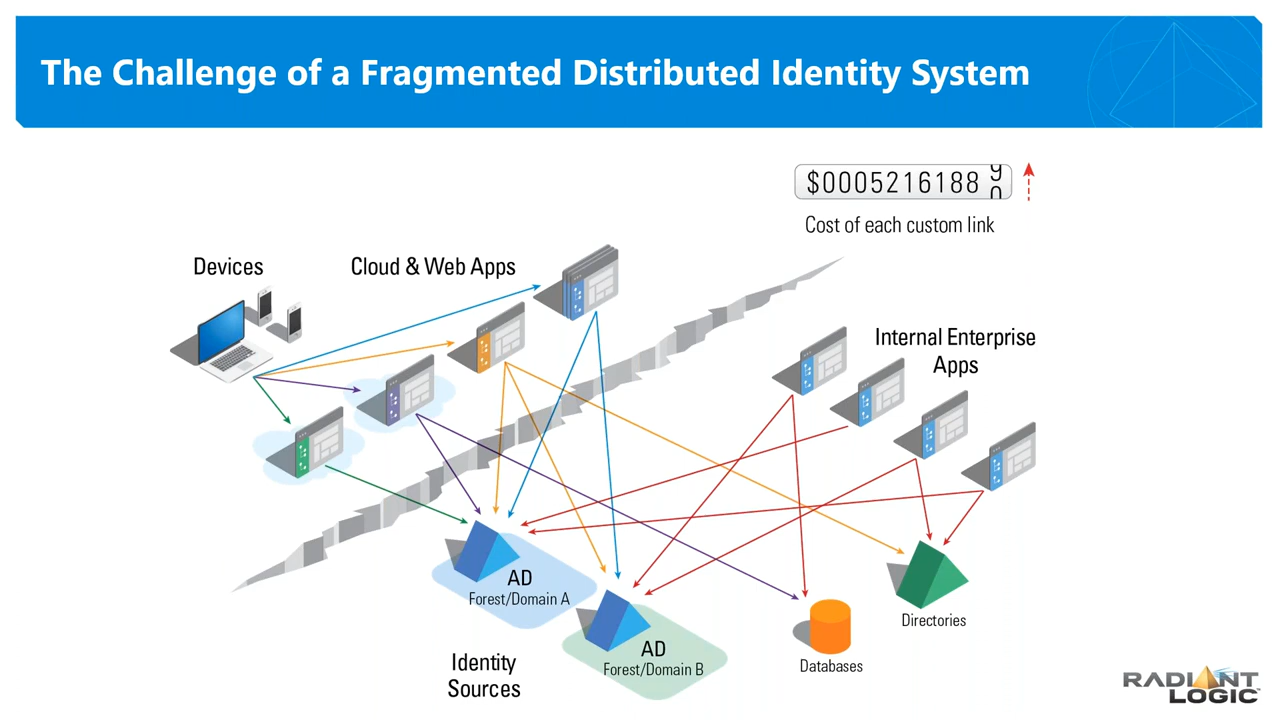 The Challenge of a Fragmented Distributed Identity System
$0005216188
Cost of each custom link
Devices
Cloud & Web Apps
Internal Enterprise
Apps
AD
Forest/Domain A
AD
Forest/Domain B
Identity
Sources
Databases
Directories
RADIANT
LOGIC